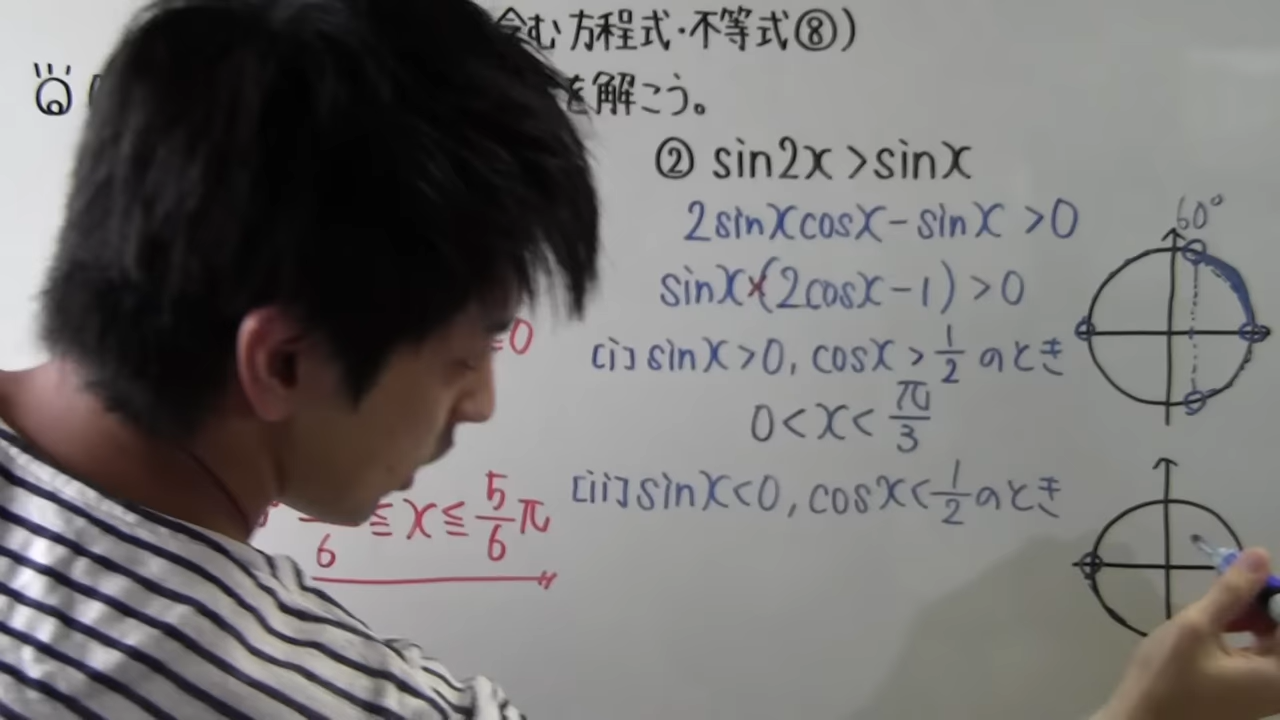 む方程式・不等式⑧)
を解こう。
② sin2x>sinx
2sinxcosx-sinx>0
sinx×(2cosx-1)>0
[i]sinx>0, cosx>1/2のとき
0<x<π/3
[ii]sinx<0, cosx<1/2のとき
60°
≦0
6 ≦x≦5/6π